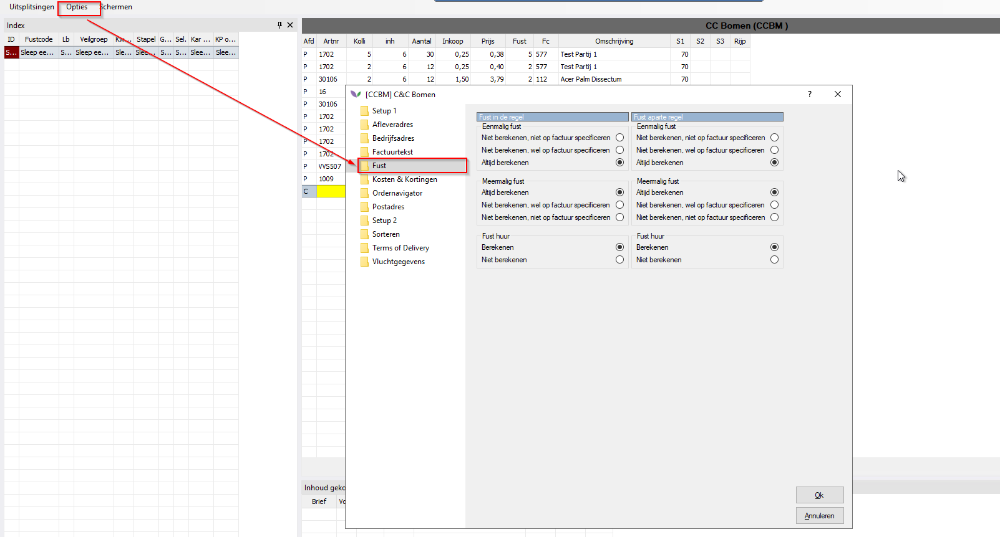 Uitsplitsingen Opties Schermen
Index
ID Fustcode Lb Veilgroep Kw... Stapel G... Sel. Kar ... KP o...
S... Sleep ee... S... Sleep ee... Sle... Slee... S... S... Slee... Slee...
CC Bomen (CCBM )
Afd Artnr Kolli inh Aantal Inkoop Prijs Fust Fc Omschrijving S1 S2 S3 Rijp
P 1702 5 6 30 0,25 0,38 5 577 Test Partij 1 70
P 1702 2 6 12 0,25 0,40 2 577 Test Partij 1 70
P 30106 2 6 12 1,50 3,79 2 112 Acer Palm Dissectum 70
P 16
P 30106
P 1702
P 1702
P 1702
P 1702
P VVS507
P 1009
C
[CCBM] C&C Bomen
?
Setup 1
Afleveradres
Bedrijfsadres
Factuurtekst
Fust
Kosten & Kortingen
Ordernavigator
Postadres
Setup 2
Sorteren
Terms of Delivery
Vluchtgegevens
Fust in de regel
Eenmalig fust
Niet berekenen, niet op factuur specificeren
Niet berekenen, wel op factuur specificeren
Altijd berekenen
Meermalig fust
Altijd berekenen
Niet berekenen, wel op factuur specificeren
Niet berekenen, niet op factuur specificeren
Fust huur
Berekenen
Niet berekenen
Fust aparte regel
Eenmalig fust
Niet berekenen, niet op factuur specificeren
Niet berekenen, wel op factuur specificeren
Altijd berekenen
Meermalig fust
Altijd berekenen
Niet berekenen, wel op factuur specificeren
Niet berekenen, niet op factuur specificeren
Fust huur
Berekenen
Niet berekenen
Ok
Annuleren
Inhoud geko
Brief Vo